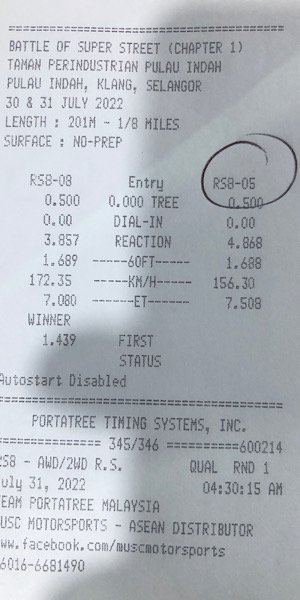 ================================
BATTLE OF SUPER STREET (CHAPTER 1)
TAMAN PERINDUSTRIAN PULAU INDAH
PULAU INDAH, KLANG, SELANGOR
30 & 31 JULY 2022
LENGTH : 201M - 1/8 MILES
SURFACE : NO-PREP
RS8-08 Entry RS8-05
0.500 0.000 TREE 0.500
0.00 DIAL-IN 0.00
3.857 REACTION 4.868
1.689 ------60FT------ 1.688
172.35 ------KM/H------ 156.30
7.080 -------ET------- 7.508
WINNER
1.439 FIRST
STATUS
Autostart Disabled
================================
PORTATREE TIMING SYSTEMS, INC.
============ 345/346 ==========600214
RS8 - AWD/2WD R.S. QUAL RND 1
July 31, 2022 04:30:15 AM
TEAM PORTATREE MALAYSIA
MUSC MOTORSPORTS - ASEAN DISTRIBUTOR
www.facebook.com/muscmotorsports
6016-6681490